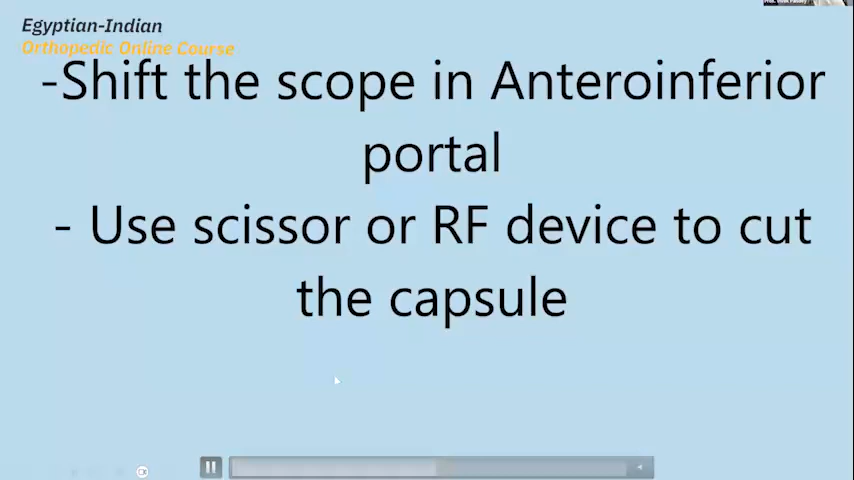 Egyptian-Indian
Orthopedic Online Course
-Shift the scope in Anteroinferior
portal
- Use scissor or RF device to cut
the capsule